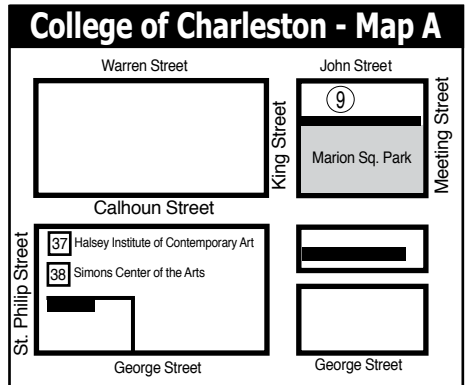 College of Charleston - Map A
Warren Street
John Street
9
King Street
Meeting Street
Marion Sq. Park
Calhoun Street
St. Philip Street
37 Halsey Institute of Contemporary Art
38 Simons Center of the Arts
George Street
George Street